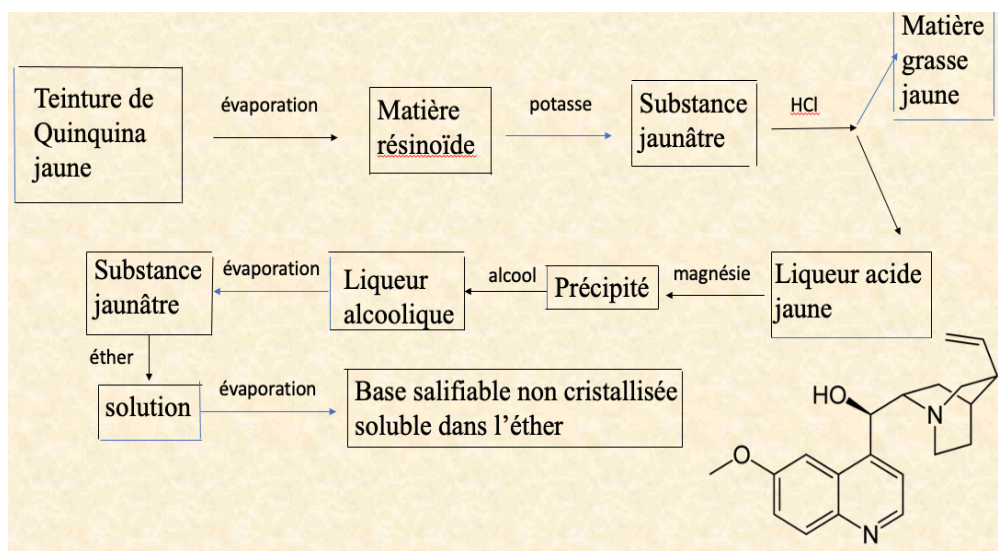 Teinture de
Quinquina
jaune
évaporation
Matière
résinoïde
potasse
Substance
jaunâtre
HCl
Matière
grasse
jaune
Liqueur acide
jaune
magnésie
Précipité
alcool
Liqueur
alcoolique
évaporation
Substance
jaunâtre
éther
solution
évaporation
Base salifiable non cristallisée
soluble dans l'éther
HO
N
O
N